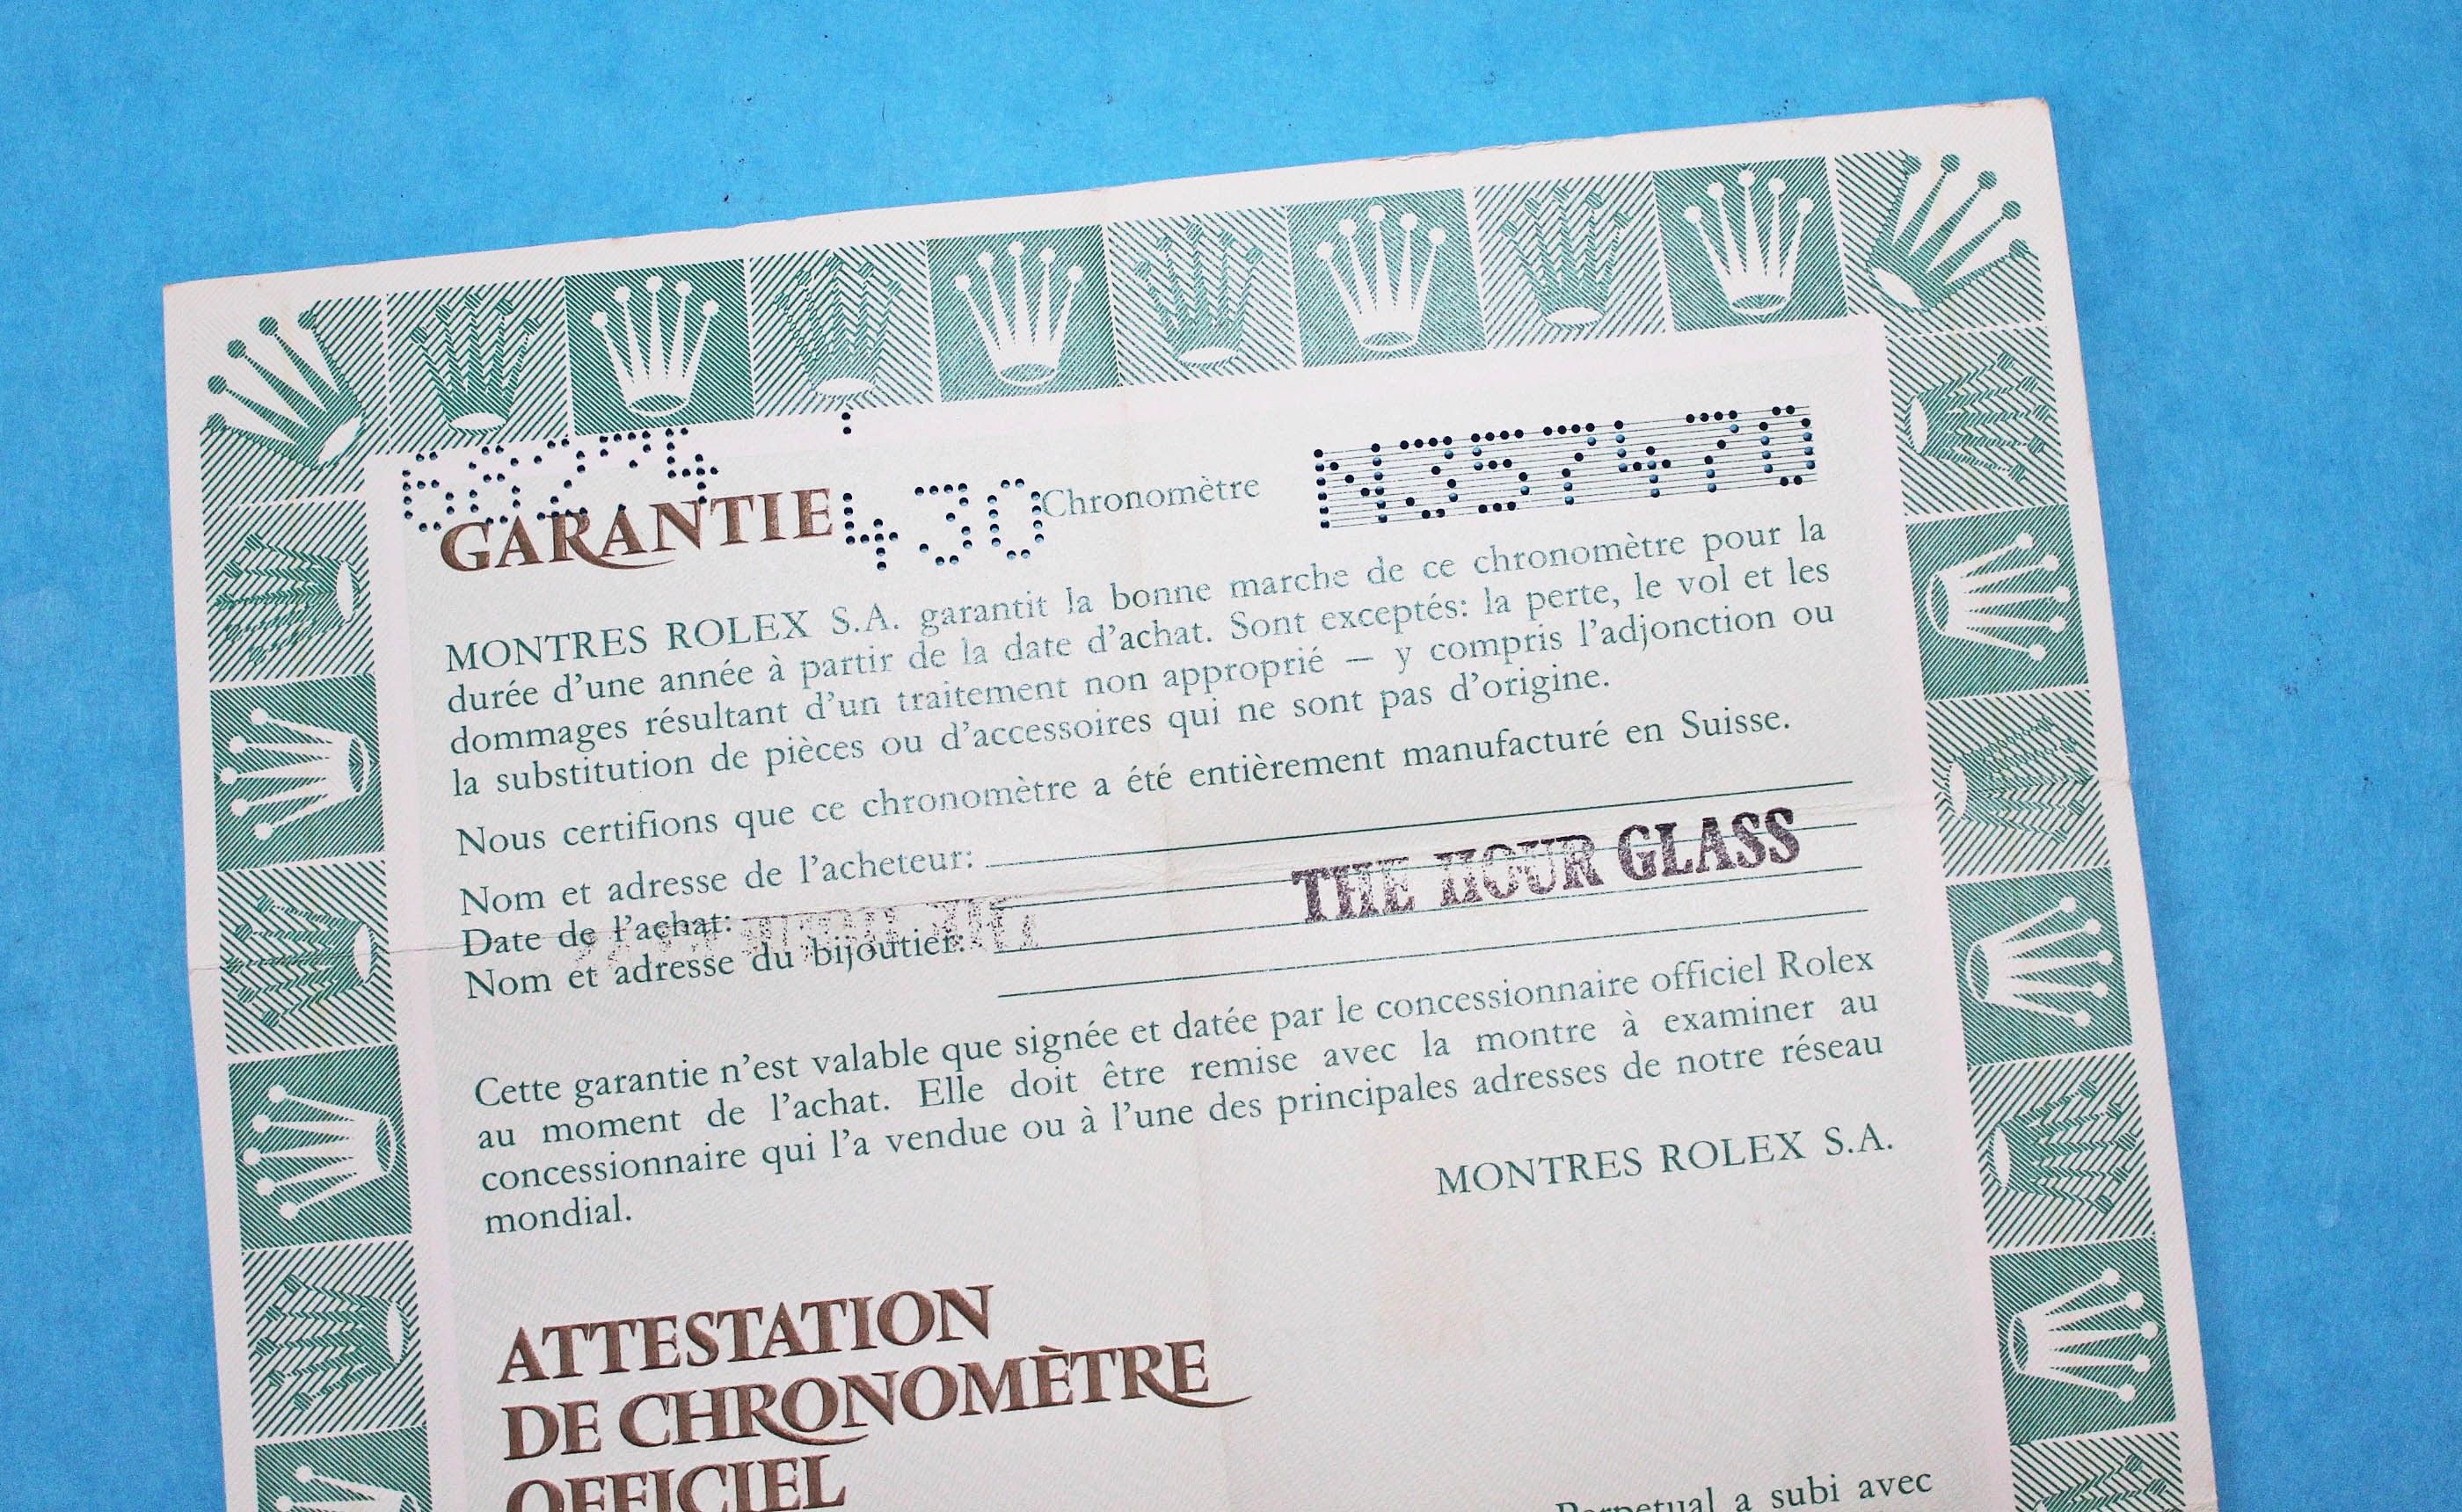 68274
GARANTIE 430 Chronomètre N357470
MONTRES ROLEX S.A. garantit la bonne marche de ce chronomètre pour la
durée d'une année à partir de la date d'achat. Sont exceptés: la perte, le vol et les
dommages résultant d'un traitement non approprié — y compris l'adjonction ou
la substitution de pièces ou d'accessoires qui ne sont pas d'origine.
Nous certifions que ce chronomètre a été entièrement manufacturé en Suisse.
Nom et adresse de l'acheteur:
THE HOUR GLASS
Date de l'achat:
Nom et adresse du bijoutier:
Cette garantie n'est valable que signée et datée par le concessionnaire officiel Rolex
au moment de l'achat. Elle doit être remise avec la montre à examiner au
concessionnaire qui l'a vendue ou à l'une des principales adresses de notre réseau
mondial.
MONTRES ROLEX S.A.
ATTESTATION
DE CHRONOMÈTRE
OFFICIEL
Perpetual a subi avec